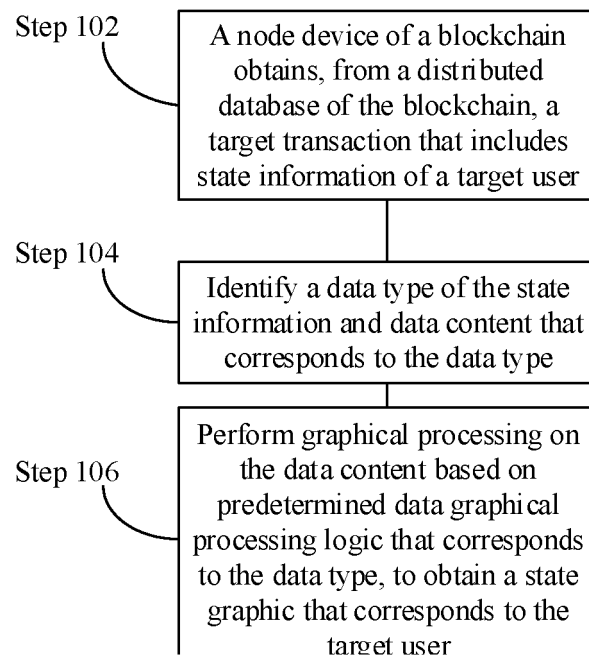 Step 102
A node device of a blockchain
obtains, from a distributed
database of the blockchain, a
target transaction that includes
state information of a target user
Step 104
Identify a data type of the state
information and data content that
corresponds to the data type
Step 106
Perform graphical processing on
the data content based on
predetermined data graphical
processing logic that corresponds
to the data type, to obtain a state
graphic that corresponds to the
target user